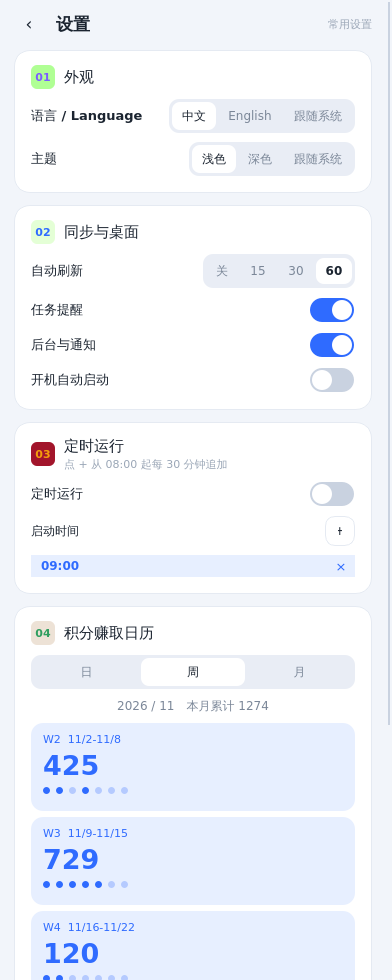 ‹ 设置 常用设置
01 外观
语言 / Language 中文 English 跟随系统
主题 浅色 深色 跟随系统
02 同步与桌面
自动刷新 关 15 30 60
任务提醒
后台与通知
开机自动启动
03 定时运行
点 + 从 08:00 起每 30 分钟追加
定时运行
启动时间 +
09:00 ×
04 积分赚取日历
日 周 月
2026 / 11 本月累计 1274
W2 11/2-11/8
425
W3 11/9-11/15
729
W4 11/16-11/22
120